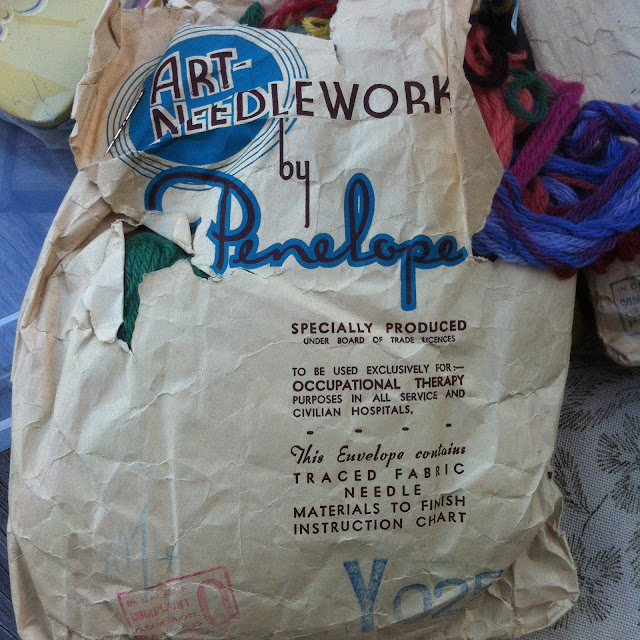 ART-
NEEDLEWORK
by
Penelope
SPECIALLY PRODUCED
UNDER BOARD OF TRADE LICENCES
TO BE USED EXCLUSIVELY FOR:—
OCCUPATIONAL THERAPY
PURPOSES IN ALL SERVICE AND
CIVILIAN HOSPITALS.
- - - -
This Envelope contains
TRACED FABRIC
NEEDLE
MATERIALS TO FINISH
INSTRUCTION CHART